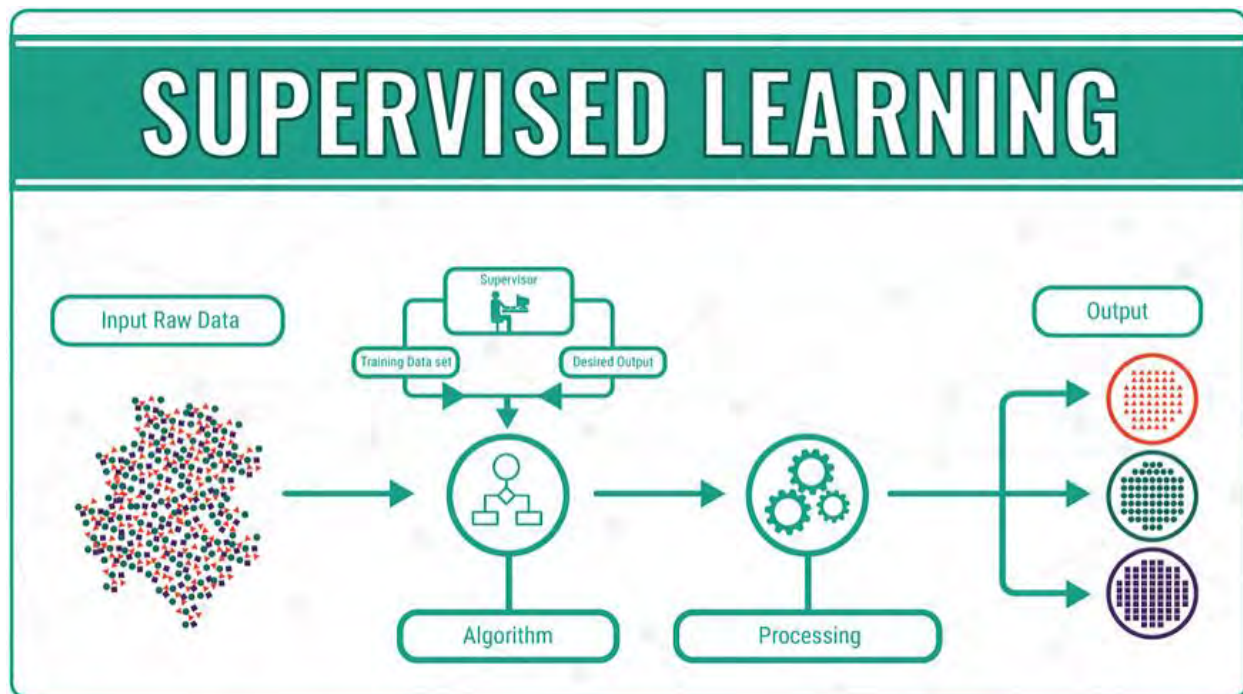 SUPERVISED LEARNING
Supervisor
Input Raw Data
Output
Training Data set
Desired Output
Algorithm
Processing